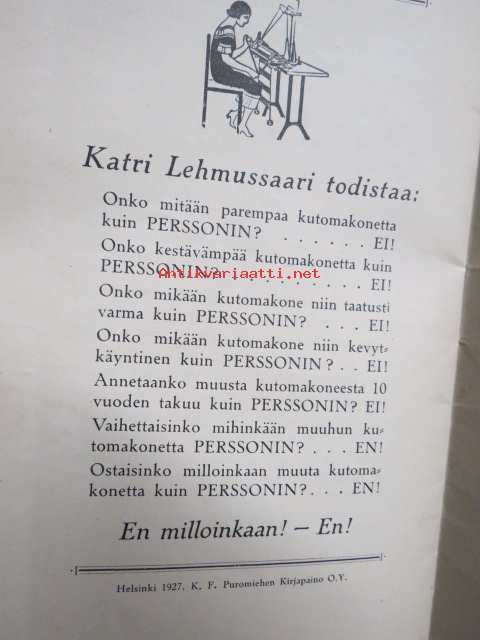 Katri Lehmussaari todistaa:
Onko mitään parempaa kutomakonetta
kuin PERSSONIN? . . . . . . EI!
Onko kestävämpää kutomakonetta kuin
PERSSONIN? . . . . . . . . . EI!
Antikvariaatti.net
Onko mikään kutomakone niin taatusti
varma kuin PERSSONIN? . . . EI!
Onko mikään kutomakone niin kevyt-
käyntinen kuin PERSSONIN? . . EI!
Annetaanko muusta kutomakoneesta 10
vuoden takuu kuin PERSSONIN? EI!
Vaihettaisinko mihinkään muuhun ku-
tomakonetta PERSSONIN? . . . EN!
Ostaisinko milloinkaan muuta kutoma-
konetta kuin PERSSONIN? . . . EN!
En milloinkaan! — En!
Helsinki 1927. K. F. Puromiehen Kirjapaino O.Y.